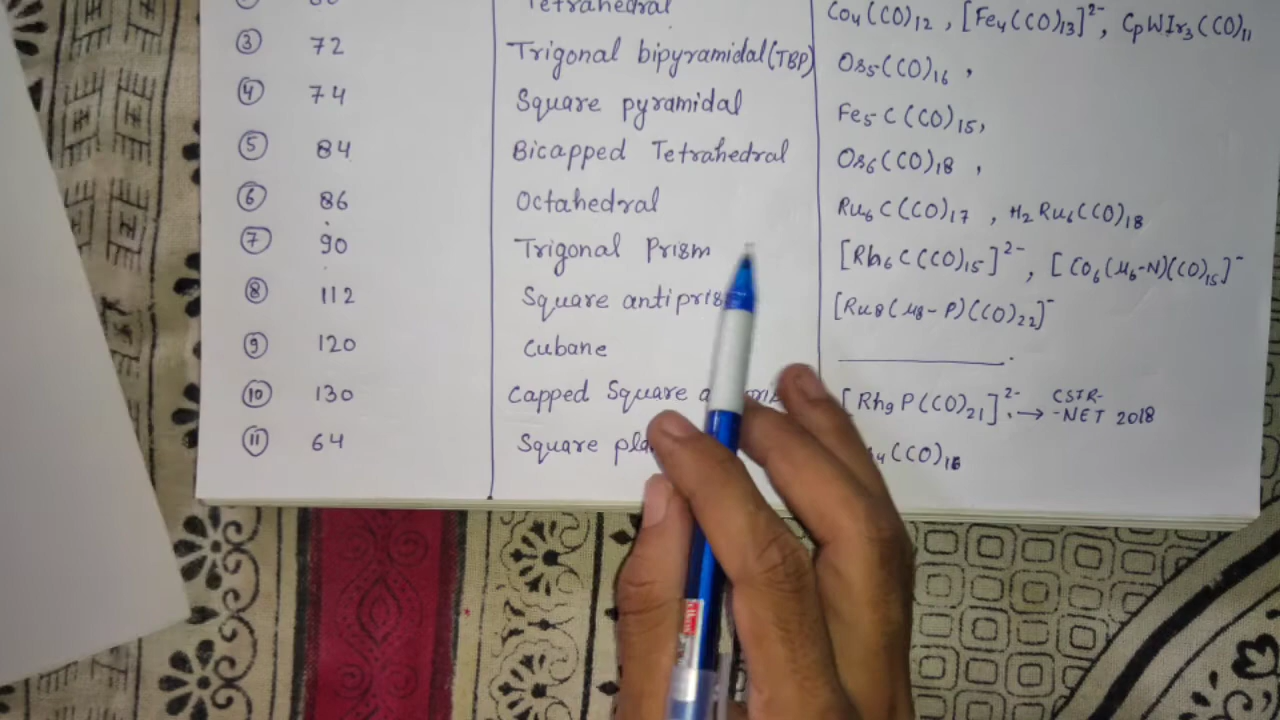 Tetrahedral Co₄(CO)₁₂ , [Fe₄(CO)₁₃]²⁻, CpWIr₃(CO)₁₁
③ 72 Trigonal bipyramidal(TBP) Os₅(CO)₁₆ ,
④ 74 Square pyramidal Fe₅C(CO)₁₅,
⑤ 84 Bicapped Tetrahedral Os₆(CO)₁₈ ,
⑥ 86 Octahedral Ru₆C(CO)₁₇ , H₂Ru₆(CO)₁₈
⑦ 90 Trigonal Prism [Rh₆C(CO)₁₅]²⁻ , [Co₆(μ₆-N)(CO)₁₅]⁻
⑧ 112 Square [Ru₈(μ₈-P)(CO)₂₂]⁻
⑨ 120 Cubane
⑩ 130 Capped Square [Rh₉P(CO)₂₁]²⁻ → CSIR-
-NET 2018
⑪ 64 Square (CO)₁₆